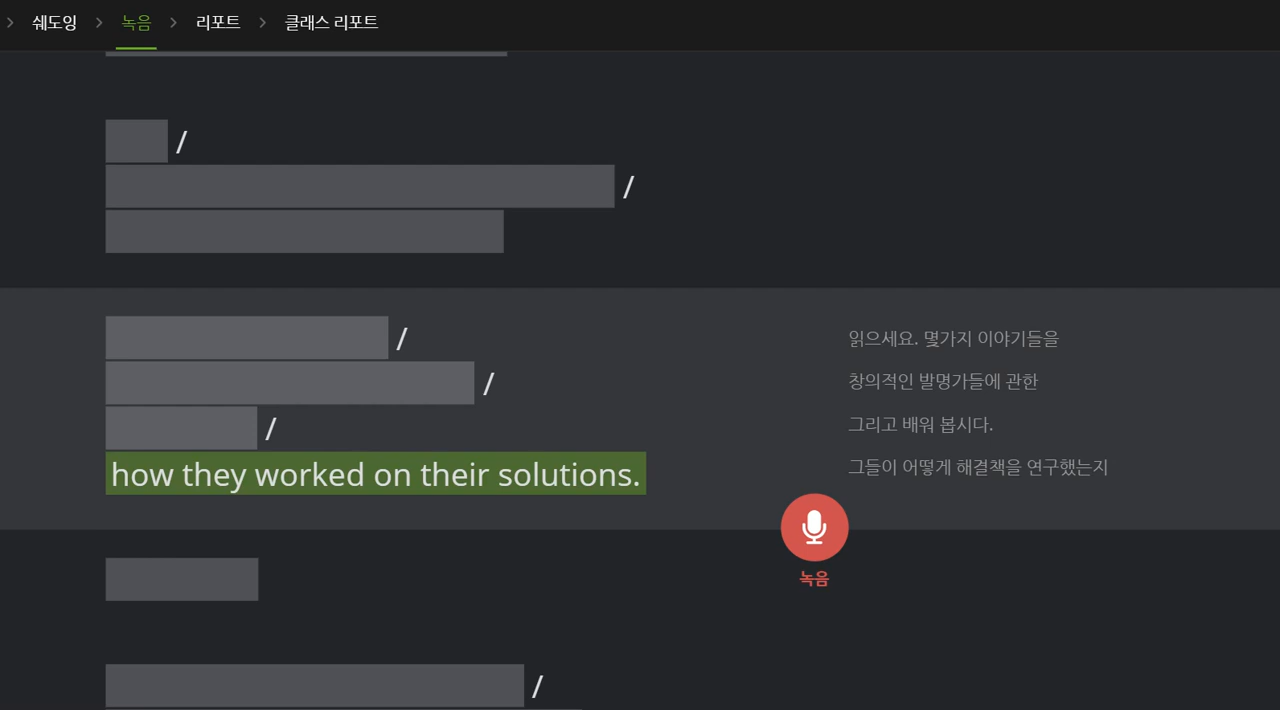 > 쉐도잉 > 녹음 > 리포트 > 클래스 리포트
/
/
/ 읽으세요. 몇가지 이야기들을
/ 창의적인 발명가들에 관한
/ 그리고 배워 봅시다.
how they worked on their solutions. 그들이 어떻게 해결책을 연구했는지
녹음
/